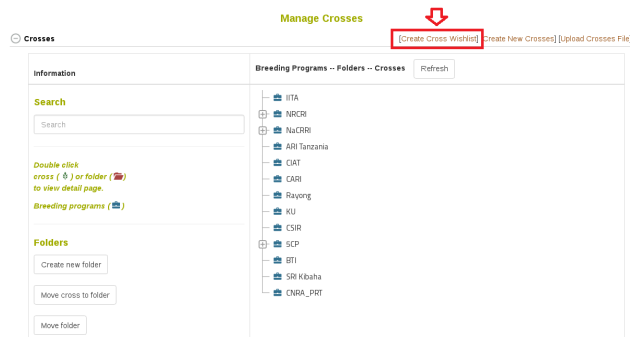 Manage Crosses
Crosses
[Create Cross Wishlist] [Create New Crosses] [Upload Crosses File]
Information
Breeding Programs -- Folders -- Crosses
Refresh
Search
Search
Double click
cross ( ) or folder ( )
to view detail page.
Breeding programs ( )
Folders
Create new folder
Move cross to folder
Move folder
IITA
NRCRI
NaCRRI
ARI Tanzania
CIAT
CARI
Rayong
KU
CSIR
SCP
BTI
SRI Kibaha
CNRA_PRT